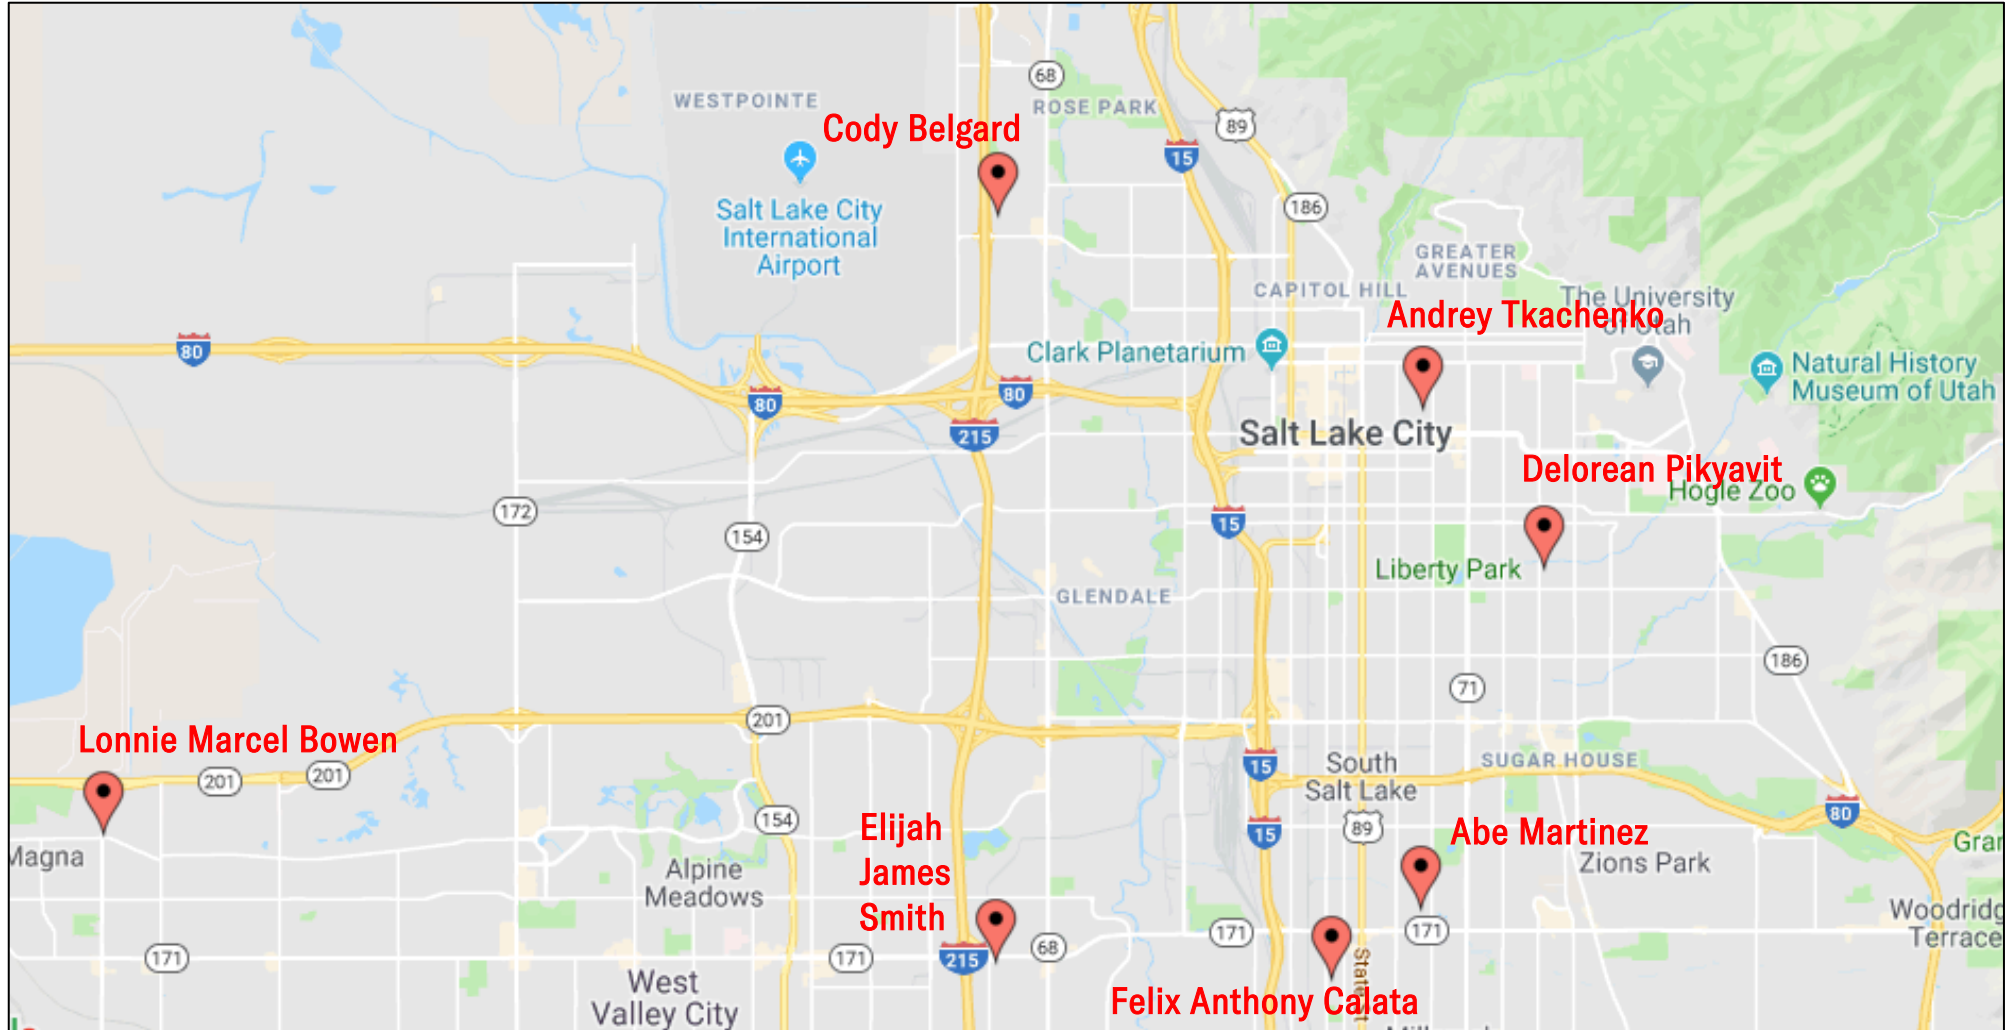 68
WESTPOINTE
ROSE PARK
89
Cody Belgard
15
Salt Lake City
International
Airport
186
GREATER
AVENUES
CAPITOL HILL
The University
of Utah
Andrey Tkachenko
80
Clark Planetarium
Natural History
Museum of Utah
80
80
215
Salt Lake City
Delorean Pikyavit
Hogle Zoo
172
15
154
Liberty Park
GLENDALE
186
71
201
Lonnie Marcel Bowen
201
201
15
South
Salt Lake
SUGAR HOUSE
154
Elijah
James
Smith
15
89
Abe Martinez
80
Magna
Alpine
Meadows
Zions Park
Woodridg
Terrace
171
171
215
68
171
171
West
Valley City
State St
Felix Anthony Calata